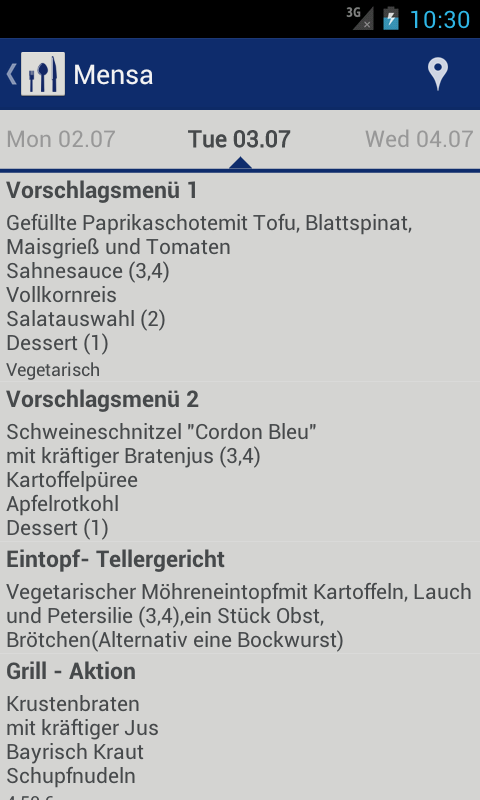 3G
10:30
Mensa
Mon 02.07
Tue 03.07
Wed 04.07
Vorschlagsmenü 1
Gefüllte Paprikaschotemit Tofu, Blattspinat,
Maisgrieß und Tomaten
Sahnesauce (3,4)
Vollkornreis
Salatauswahl (2)
Dessert (1)
Vegetarisch
Vorschlagsmenü 2
Schweineschnitzel "Cordon Bleu"
mit kräftiger Bratenjus (3,4)
Kartoffelpüree
Apfelrotkohl
Dessert (1)
Eintopf- Tellergericht
Vegetarischer Möhreneintopfmit Kartoffeln, Lauch
und Petersilie (3,4),ein Stück Obst,
Brötchen(Alternativ eine Bockwurst)
Grill - Aktion
Krustenbraten
mit kräftiger Jus
Bayrisch Kraut
Schupfnudeln